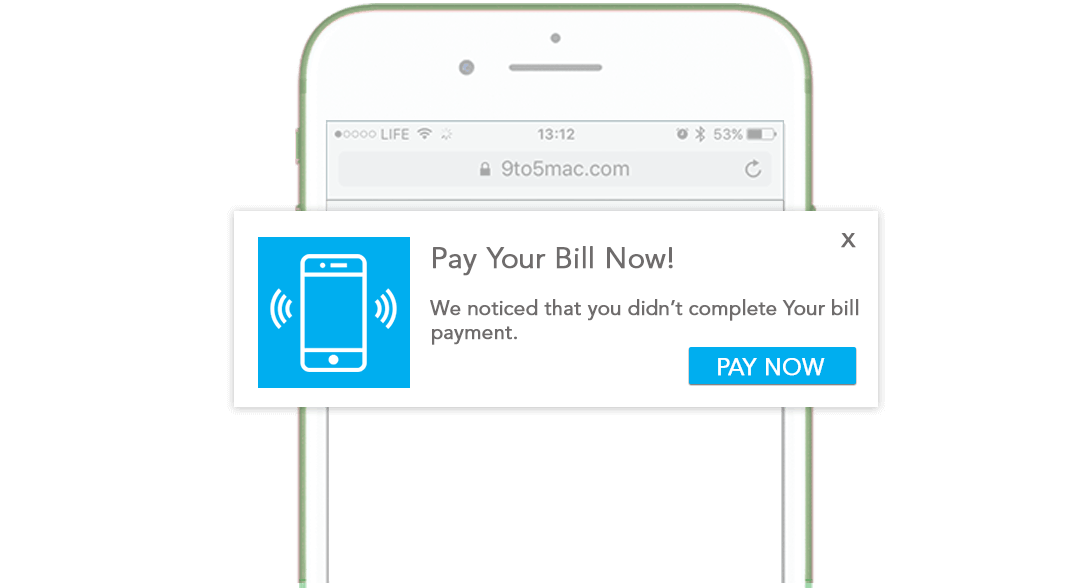 LIFE 13:12 53%
9to5mac.com
X
Pay Your Bill Now!
We noticed that you didn’t complete Your bill
payment.
PAY NOW